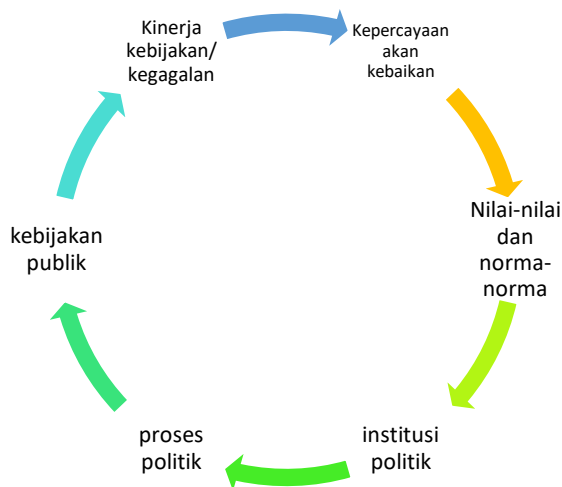 Kinerja
kebijakan/
kegagalan
Kepercayaan
akan
kebaikan
Nilai-nilai
dan
norma-
norma
institusi
politik
proses
politik
kebijakan
publik